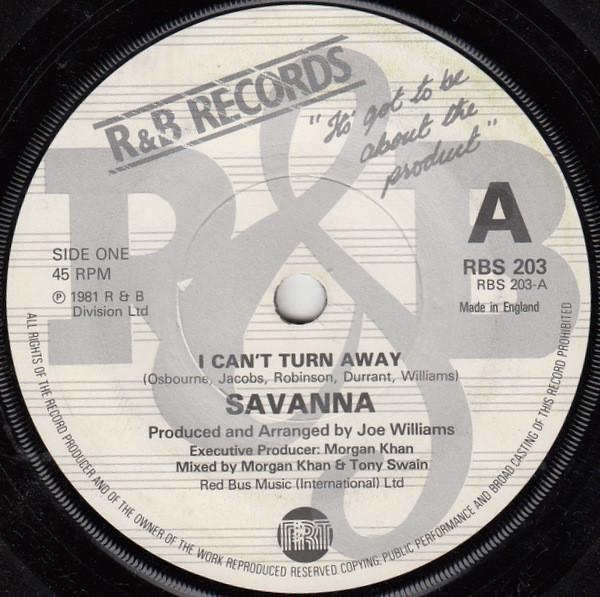 R&B RECORDS
"It's got to be
about the
product"
R&B
A
SIDE ONE
45 RPM
RBS 203
RBS 203-A
℗ 1981 R & B
Division Ltd
Made in England
I CAN'T TURN AWAY
(Osbourne, Jacobs, Robinson, Durrant, Williams)
SAVANNA
Produced and Arranged by Joe Williams
Executive Producer: Morgan Khan
Mixed by Morgan Khan & Tony Swain
Red Bus Music (International) Ltd
PRT
ALL RIGHTS OF THE RECORD PRODUCER AND OF THE OWNER OF THE WORK REPRODUCED RESERVED COPYING, PUBLIC PERFORMANCE AND BROAD CASTING OF THIS RECORD PROHIBITED